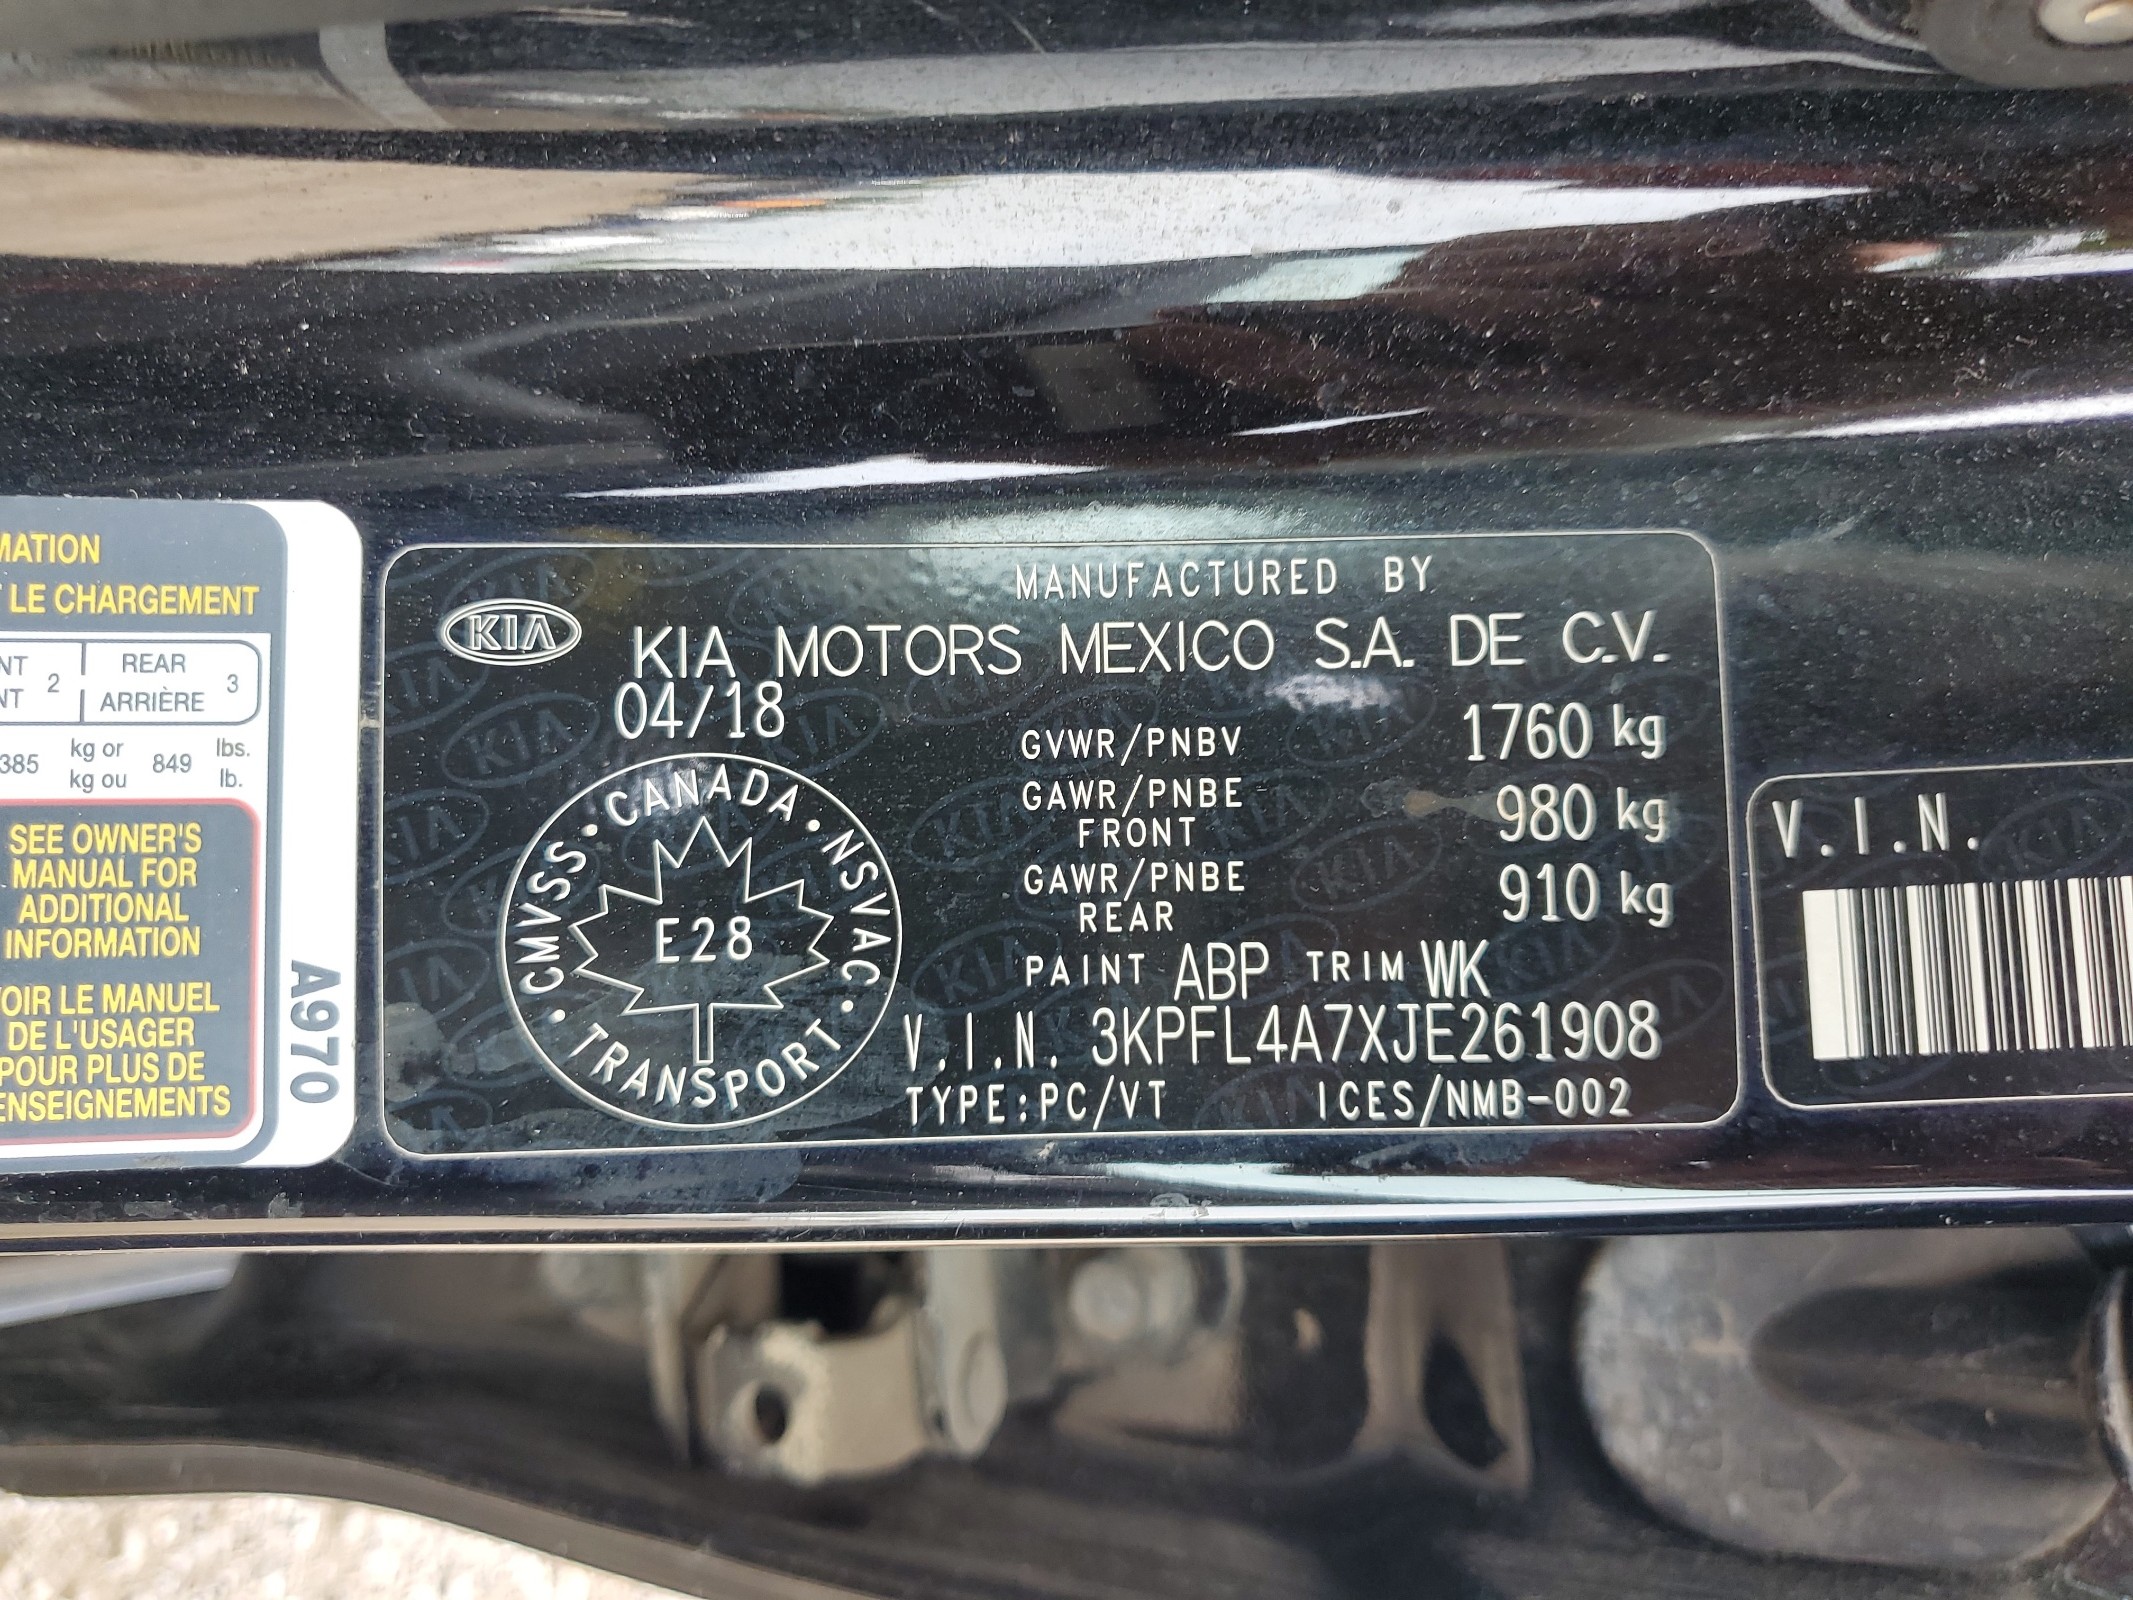 MATION
LE CHARGEMENT
NT 2 REAR 3
NT ARRIÈRE
385 kg or 849 lbs.
kg ou lb.
SEE OWNER'S
MANUAL FOR
ADDITIONAL
INFORMATION
OIR LE MANUEL
DE L'USAGER
POUR PLUS DE
ENSEIGNEMENTS
A970
KIA
MANUFACTURED BY
KIA MOTORS MEXICO S.A. DE C.V.
04/18
GVWR/PNBV 1760 kg
GAWR/PNBE 980 kg
FRONT
GAWR/PNBE 910 kg
REAR
CANADA · NSVAC · TRANSPORT · CMVSS ·
E28
PAINT ABP TRIM WK
V.I.N. 3KPFL4A7XJE261908
TYPE:PC/VT ICES/NMB-002
V.I.N.